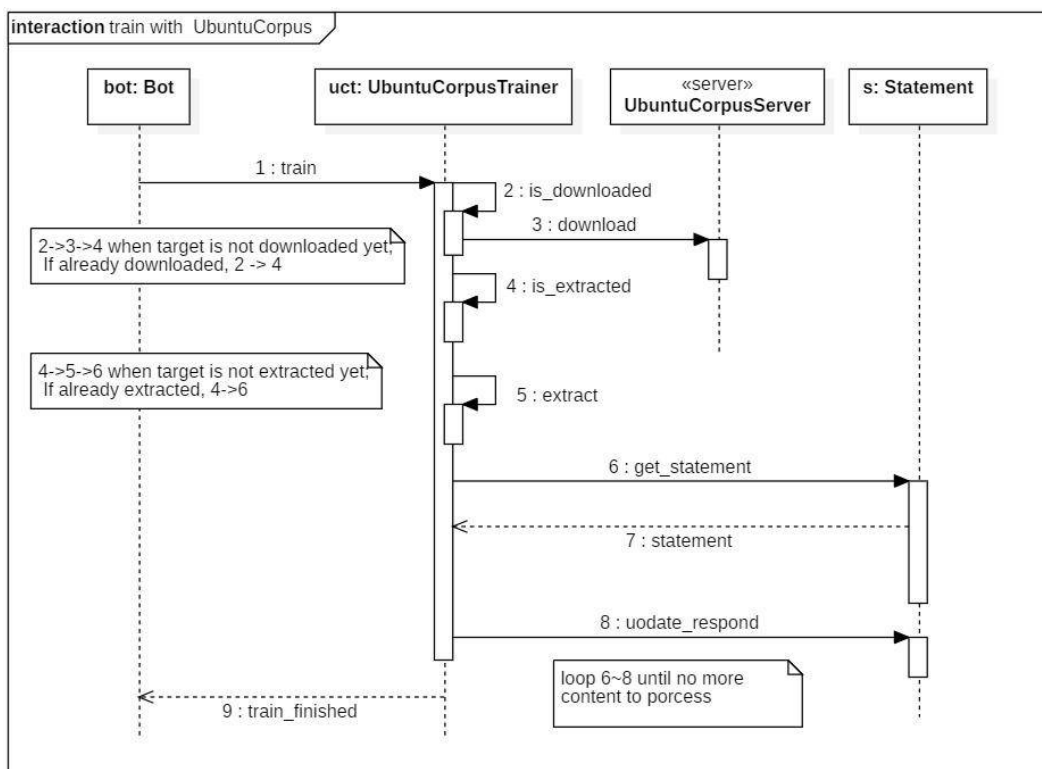 interaction train with UbuntuCorpus
bot: Bot
uct: UbuntuCorpusTrainer
«server»
UbuntuCorpusServer
s: Statement
1 : train
2 : is_downloaded
3 : download
2->3->4 when target is not downloaded yet;
If already downloaded, 2 -> 4
4 : is_extracted
4->5->6 when target is not extracted yet;
If already extracted, 4->6
5 : extract
6 : get_statement
7 : statement
8 : uodate_respond
loop 6~8 until no more
content to porcess
9 : train_finished